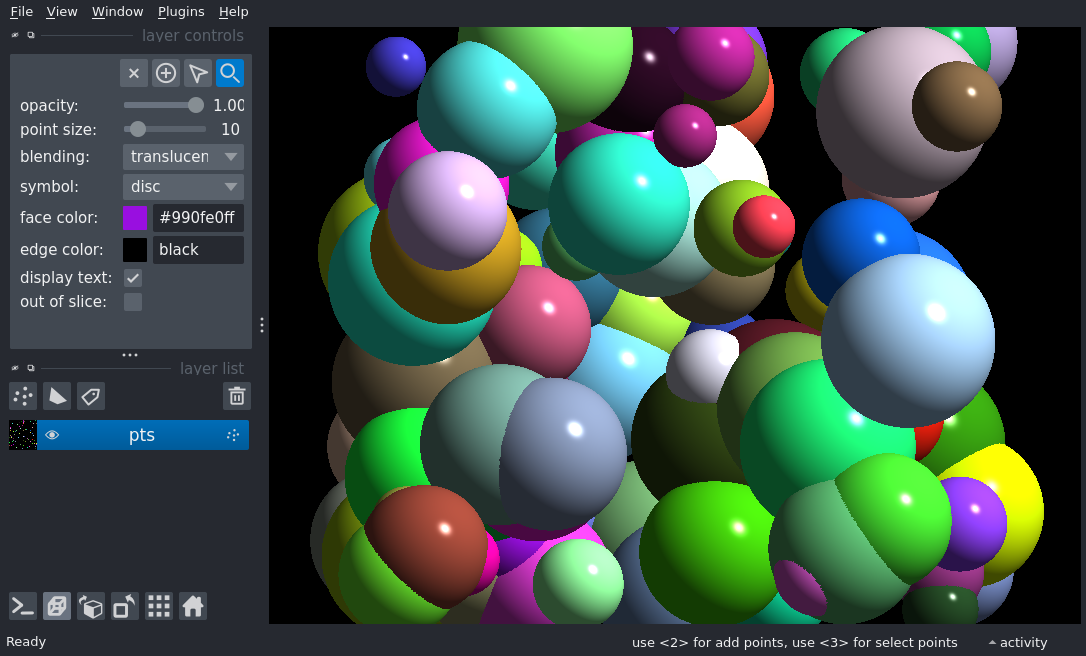 File View Window Plugins Help
layer controls
opacity: 1.00
point size: 10
blending: translucen
symbol: disc
face color: #990fe0ff
edge color: black
display text:
out of slice:
layer list
pts
Ready use <2> for add points, use <3> for select points activity